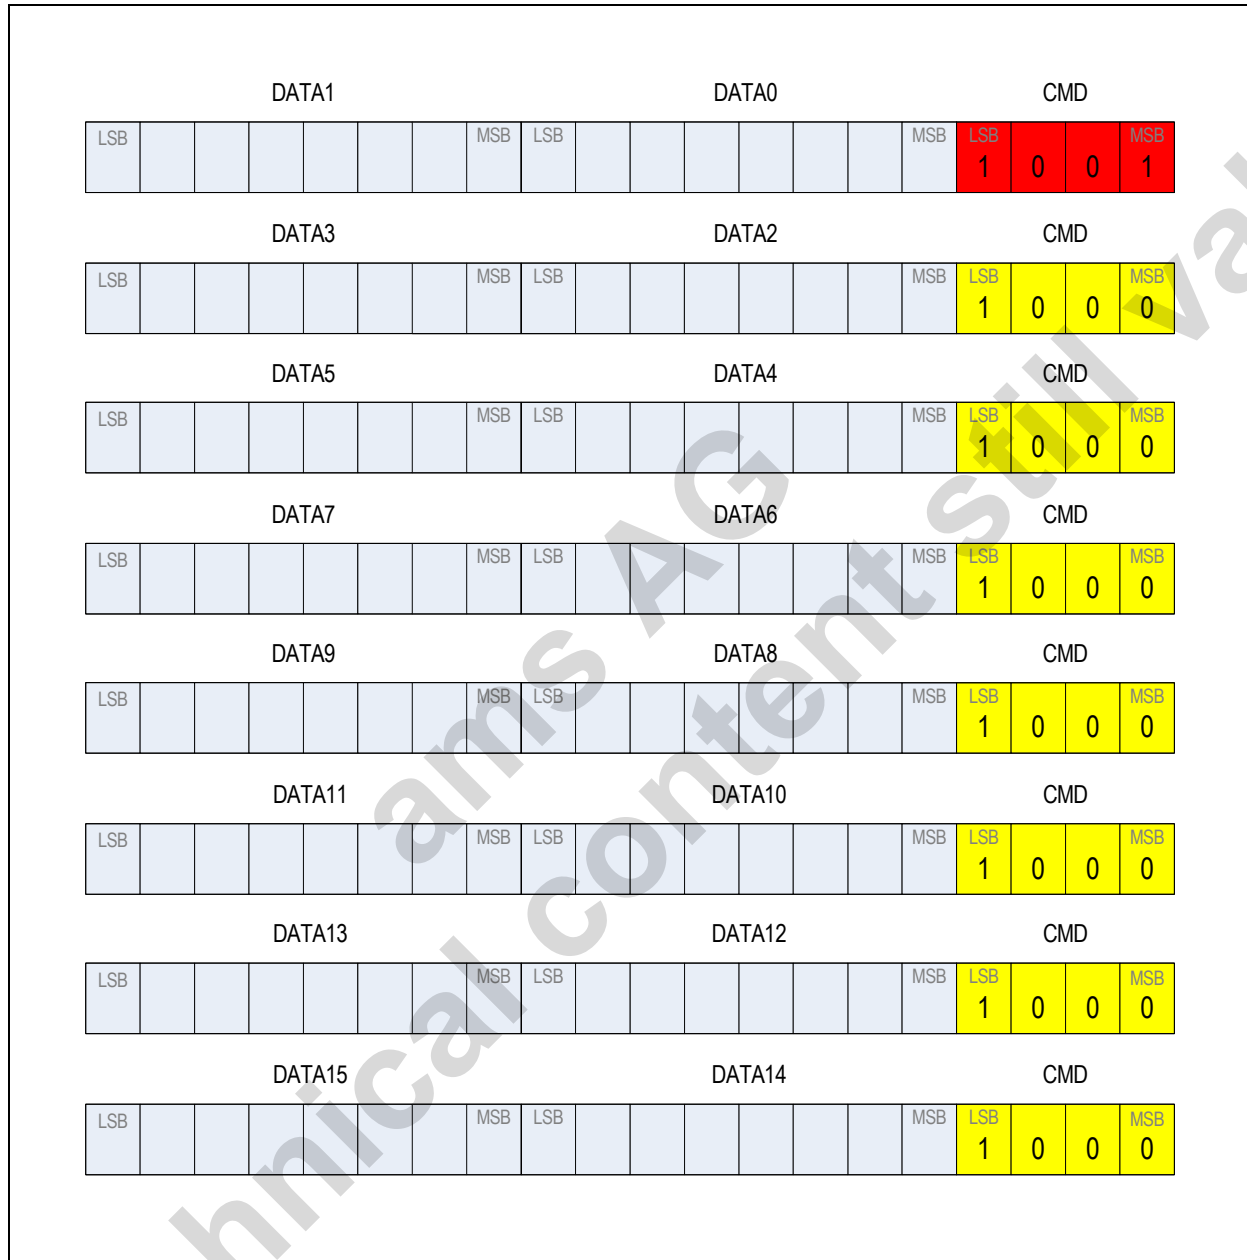 DATA1 DATA0 CMD
LSB MSB LSB MSB LSB MSB
1 0 0 1
DATA3 DATA2 CMD
LSB MSB LSB MSB LSB MSB
1 0 0 0
DATA5 DATA4 CMD
LSB MSB LSB MSB LSB MSB
1 0 0 0
DATA7 DATA6 CMD
LSB MSB LSB MSB LSB MSB
1 0 0 0
DATA9 DATA8 CMD
LSB MSB LSB MSB LSB MSB
1 0 0 0
DATA11 DATA10 CMD
LSB MSB LSB MSB LSB MSB
1 0 0 0
DATA13 DATA12 CMD
LSB MSB LSB MSB LSB MSB
1 0 0 0
DATA15 DATA14 CMD
LSB MSB LSB MSB LSB MSB
1 0 0 0
ams AG
hnical content still va